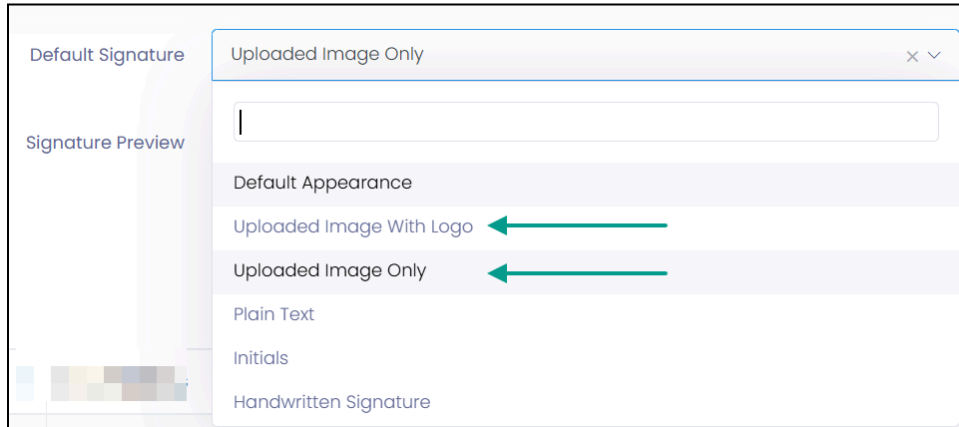 Default Signature
Uploaded Image Only
Signature Preview
Default Appearance
Uploaded Image With Logo
Uploaded Image Only
Plain Text
Initials
Handwritten Signature